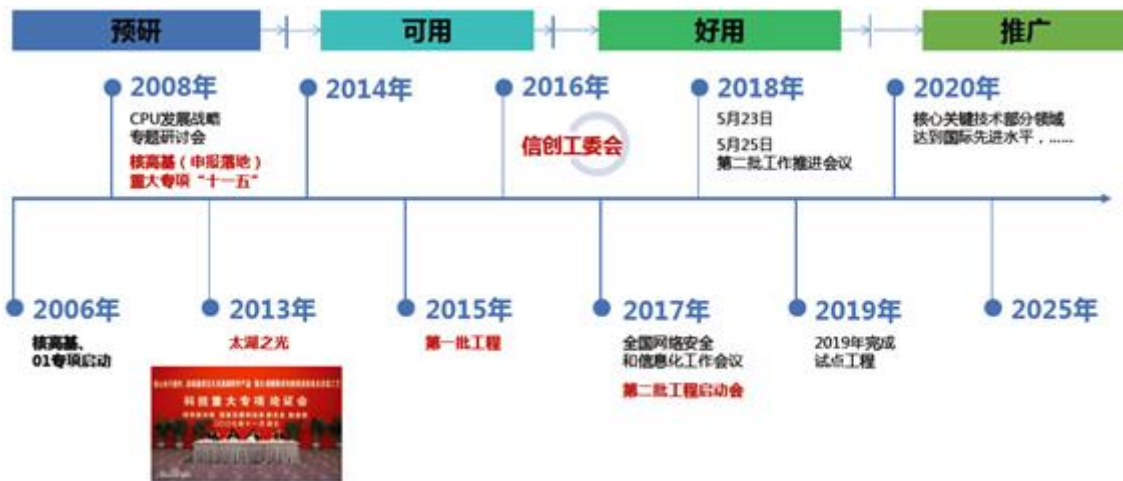 预研
可用
好用
推广
2008年
CPU发展战略
专题研讨会
核高基（申报落地）
重大专项“十一五”
2014年
2016年
信创工委会
2018年
5月23日
5月25日
第二批工作推进会议
2020年
核心关键技术部分领域
达到国际先进水平，......
2006年
核高基、
01专项启动
2013年
太湖之光
科技重大专项 论证会
2015年
第一批工程
2017年
全国网络安全
和信息化工作会议
第二批工程启动会
2019年
2019年完成
试点工程
2025年